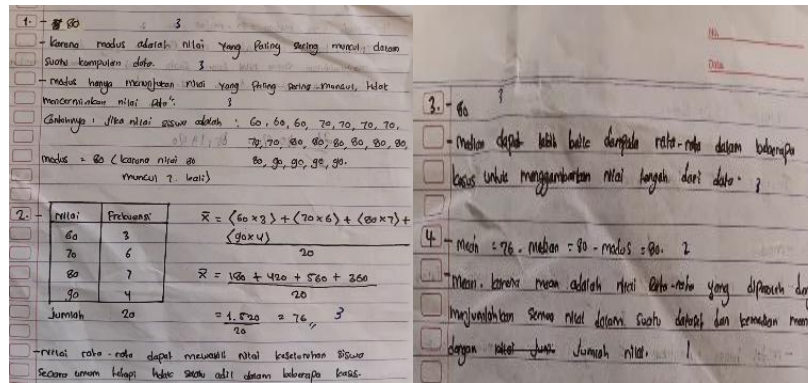 1. - 80 3
- karena modus adalah nilai yang Paling sering muncul dalam
suatu kumpulan data. 3
- modus hanya menunjukan nilai yang paling sering muncul, tidak
mencerminkan nilai rata". 3
Contohnya : Jika nilai siswa adalah : 60, 60, 60, 70, 70, 70, 70,
70, 70, 80, 80, 80, 80, 80, 80,
modus = 80 (karena nilai 80 80, 90, 90, 90, 90.
muncul 7 kali)
2. - Nilai Frekuensi x̄ = (60 x 3) + (70 x 6) + (80 x 7) +
60 3 (90 x 4)
70 6 20
80 7 x̄ = 180 + 420 + 560 + 360
90 4 20
Jumlah 20 = 1.520 = 76 3
20
- nilai rata-rata dapat mewakili nilai keseluruhan siswa
secara umum tetapi tidak selalu adil dalam beberapa kasus.
No.
Date
3. - 80 3
- Median dapat lebih baik daripada rata-rata dalam beberapa
kasus untuk menggambarkan nilai tengah dari data. 3
4 - Mean = 76 - Median = 80 - modus = 80. 2
- Mean. karena mean adalah nilai Rata-rata yang diperoleh
menjumlahkan semua nilai dalam suatu dataset dan kemudian
dengan Jumlah nilai. 1